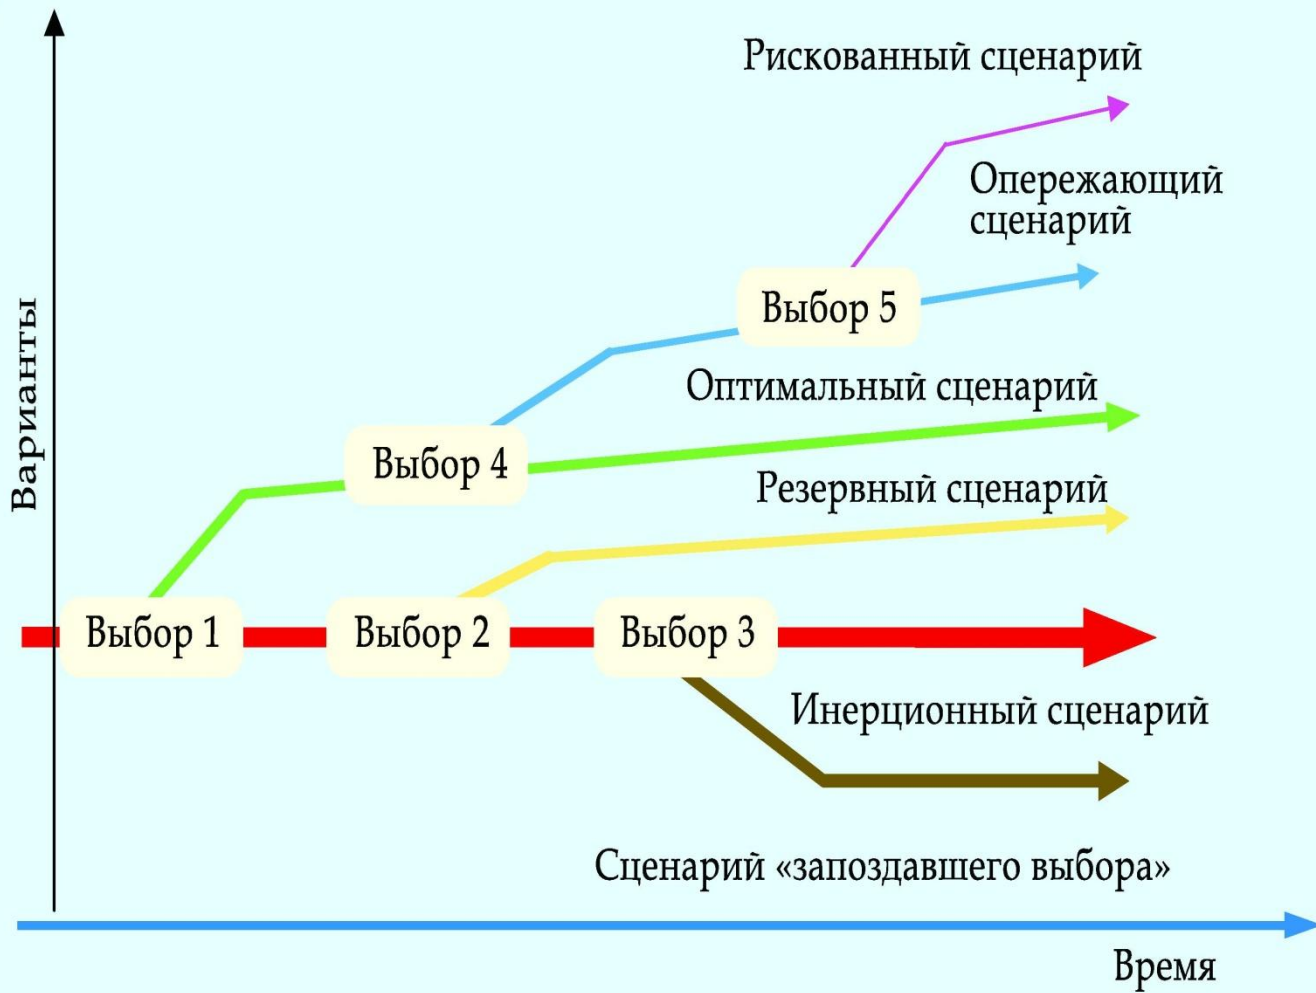 Рискованный сценарий
Опережающий
сценарий
Выбор 5
Варианты
Оптимальный сценарий
Выбор 4
Резервный сценарий
Выбор 1
Выбор 2
Выбор 3
Инерционный сценарий
Сценарий «запоздавшего выбора»
Время